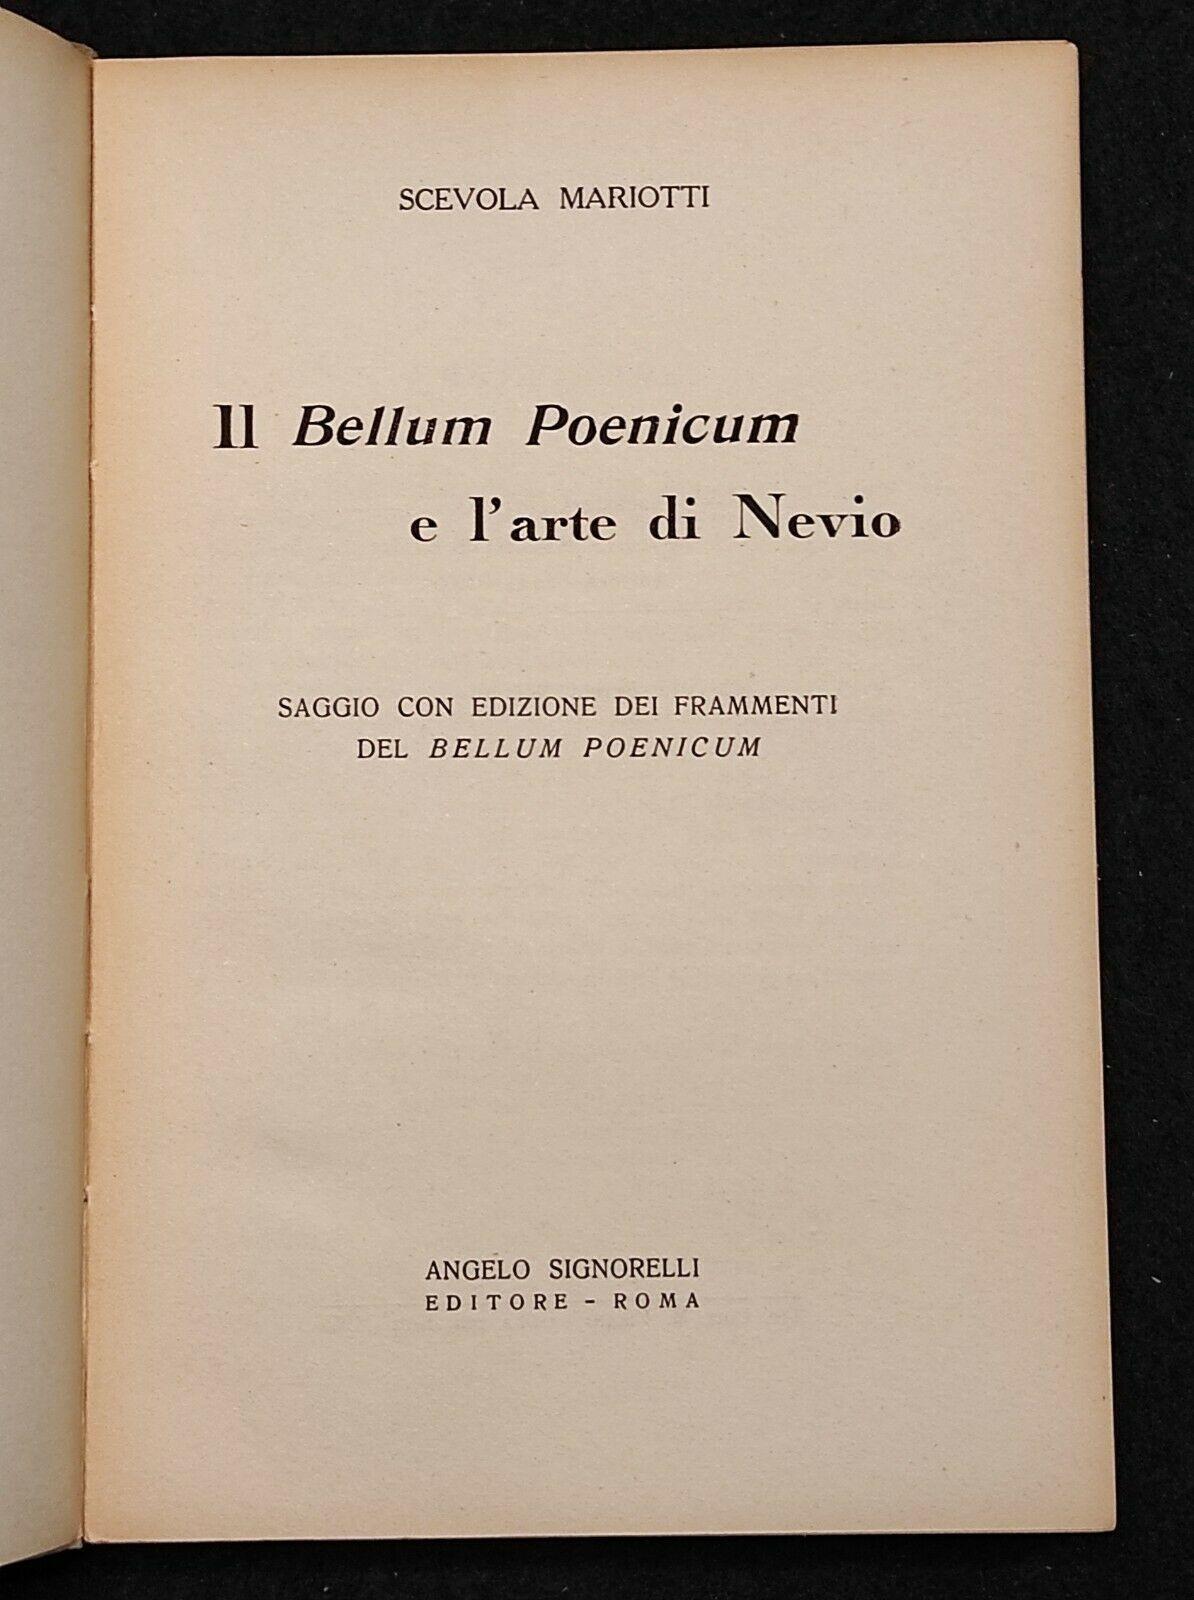 SCEVOLA MARIOTTI
Il Bellum Poenicum
e l'arte di Nevio
SAGGIO CON EDIZIONE DEI FRAMMENTI
DEL BELLUM POENICUM
ANGELO SIGNORELLI
EDITORE - ROMA